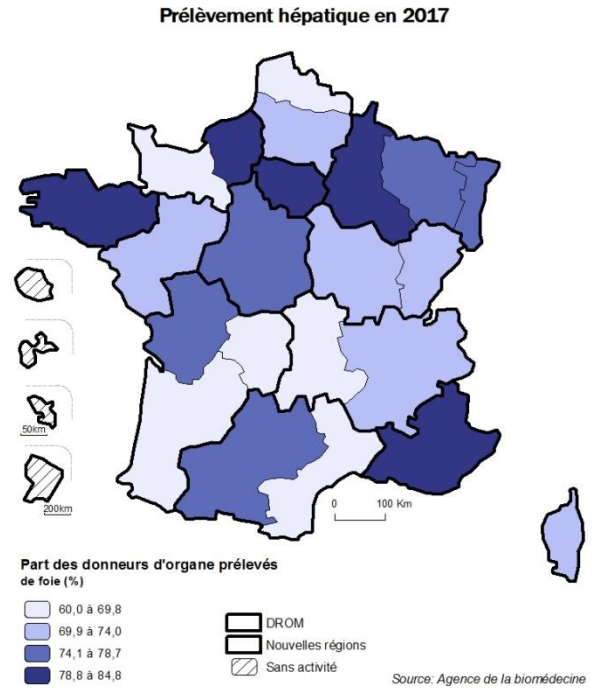 Prélèvement hépatique en 2017
50km
200km
0 100 Km
Part des donneurs d'organe prélevés
de foie (%)
60,0 à 69,8
69,9 à 74,0
74,1 à 78,7
78,8 à 84,8
DROM
Nouvelles régions
Sans activité
Source: Agence de la biomédecine